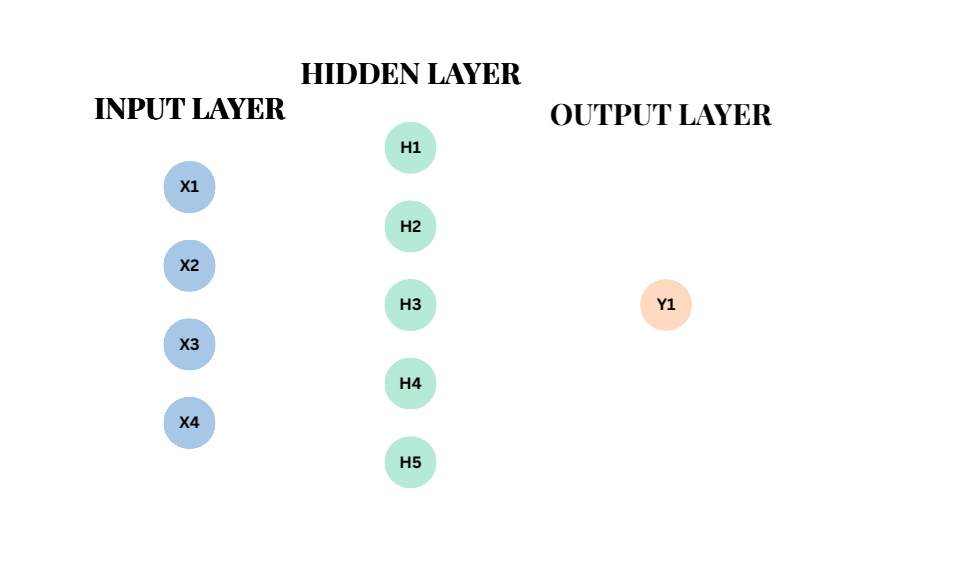 HIDDEN LAYER
INPUT LAYER
OUTPUT LAYER
H1
X1
H2
X2
H3
Y1
X3
H4
X4
H5